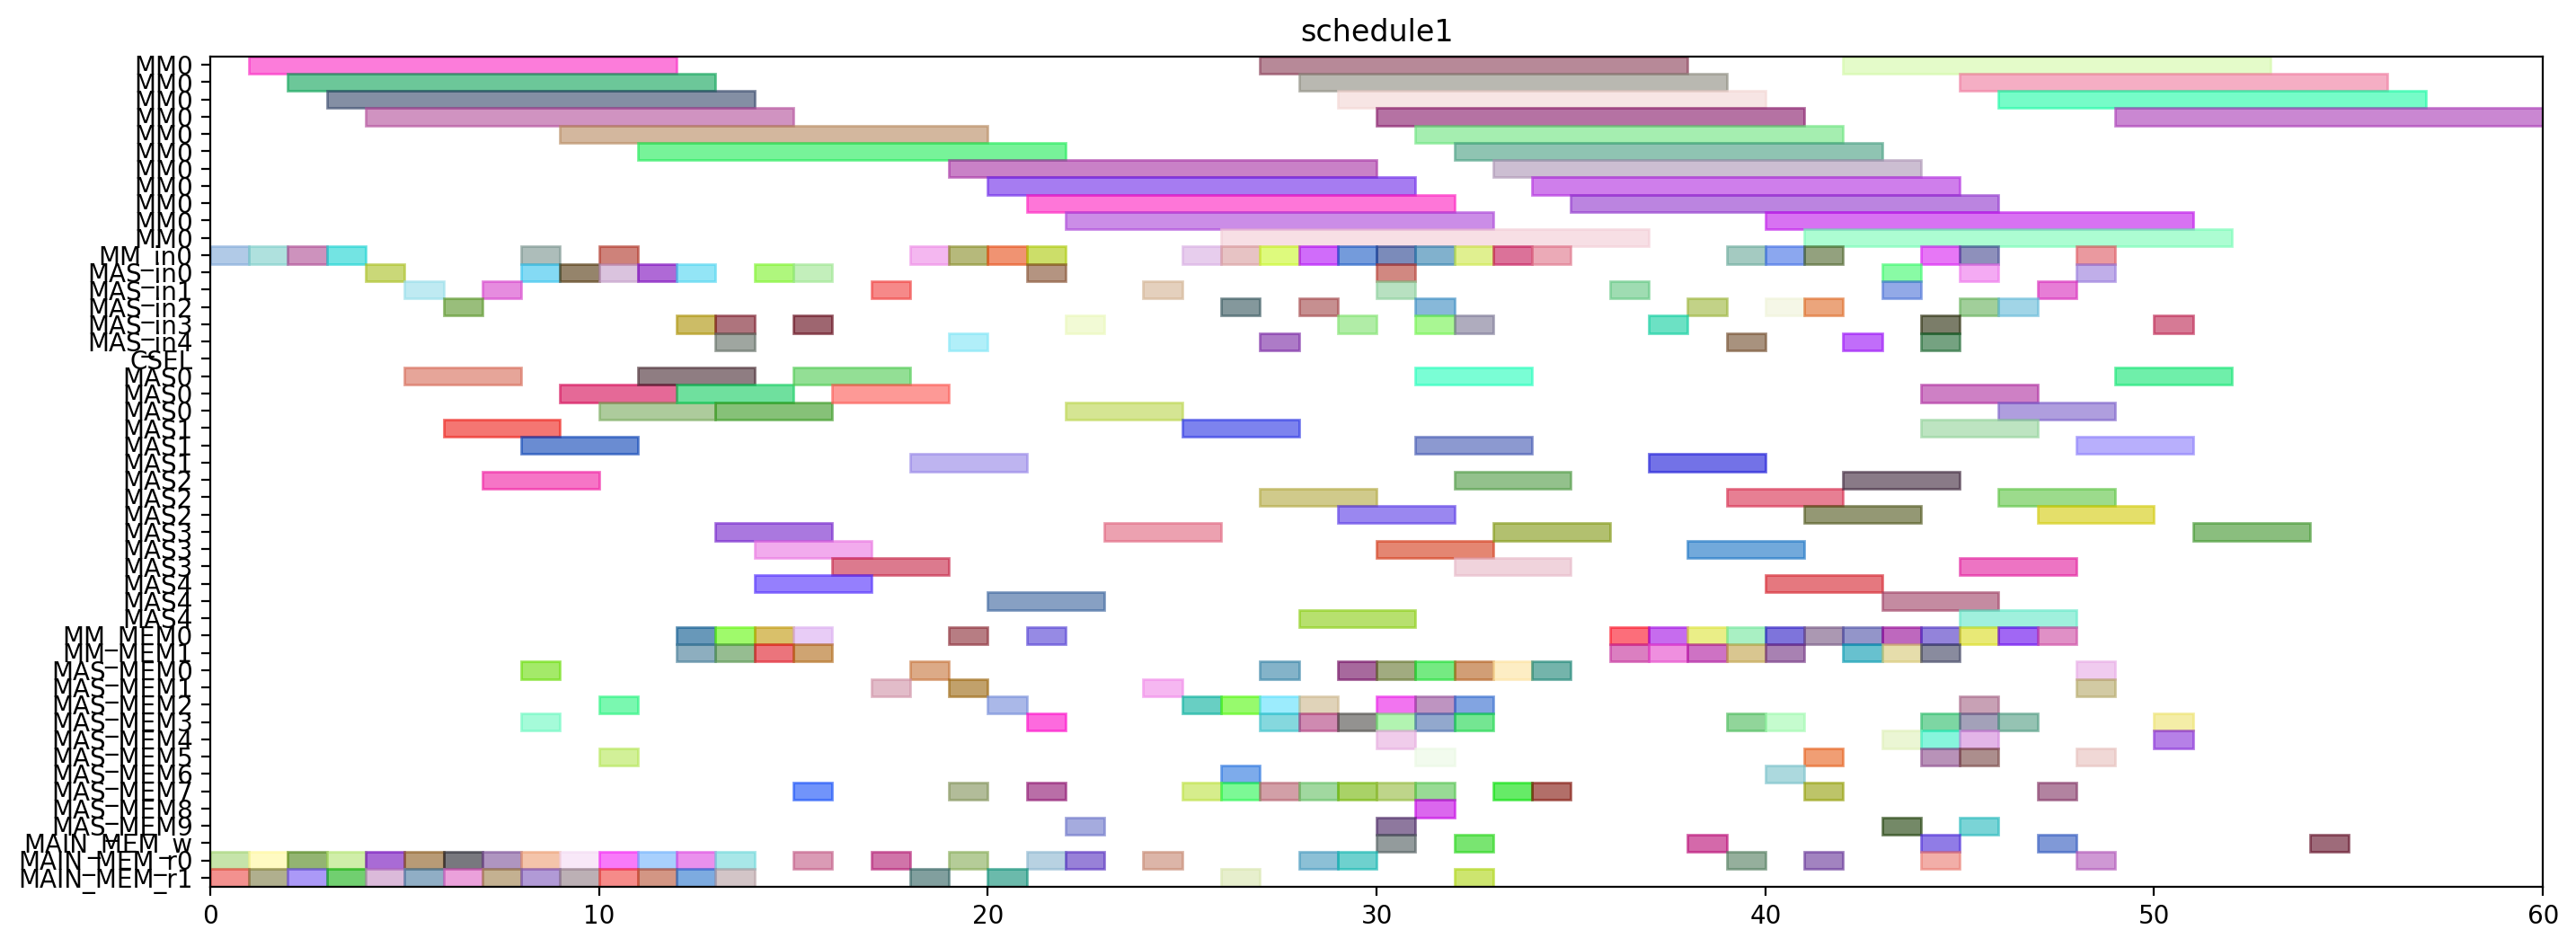 schedule1
MM0
MM0
MM0
MM0
MM0
MM0
MM0
MM0
MM0
MM0
MM0
MM_in0
MAS_in0
MAS_in1
MAS_in2
MAS_in3
MAS_in4
CSEL
MAS0
MAS0
MAS0
MAS1
MAS1
MAS1
MAS2
MAS2
MAS2
MAS3
MAS3
MAS3
MAS4
MAS4
MAS4
MM_MEM0
MM_MEM1
MAS_MEM0
MAS_MEM1
MAS_MEM2
MAS_MEM3
MAS_MEM4
MAS_MEM5
MAS_MEM6
MAS_MEM7
MAS_MEM8
MAS_MEM9
MAIN_MEM_w
MAIN_MEM_r0
MAIN_MEM_r1
0 10 20 30 40 50 60